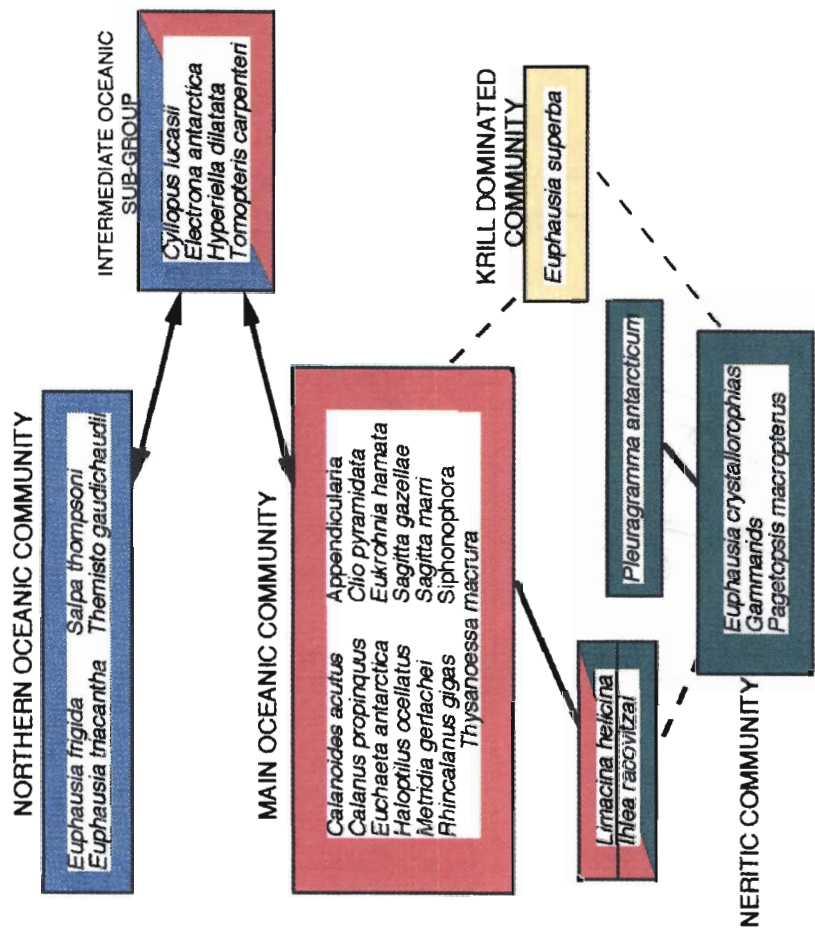 NORTHERN OCEANIC COMMUNITY
Euphausia frigida Salpa thompsoni
Euphausia triacantha Themisto gaudichaudii
INTERMEDIATE OCEANIC
SUB-GROUP
Cyllopus lucasii
Electrona antarctica
Hyperiella dilatata
Tomopteris carpenteri
MAIN OCEANIC COMMUNITY
Calanoides acutus Appendicularia
Calanus propinquus Clio pyramidata
Euchaeta antarctica Eukrohnia hamata
Haloptilus ocellatus Sagitta gazellae
Metridia gerlachei Sagitta marri
Rhincalanus gigas Siphonophora
Thysanoessa macrura
KRILL DOMINATED
COMMUNITY
Euphausia superba
Limacina helicina
Ihlea racovitzai
Pleuragramma antarcticum
Euphausia crystallorophias
Gammarids
Pagetopsis macropterus
NERITIC COMMUNITY